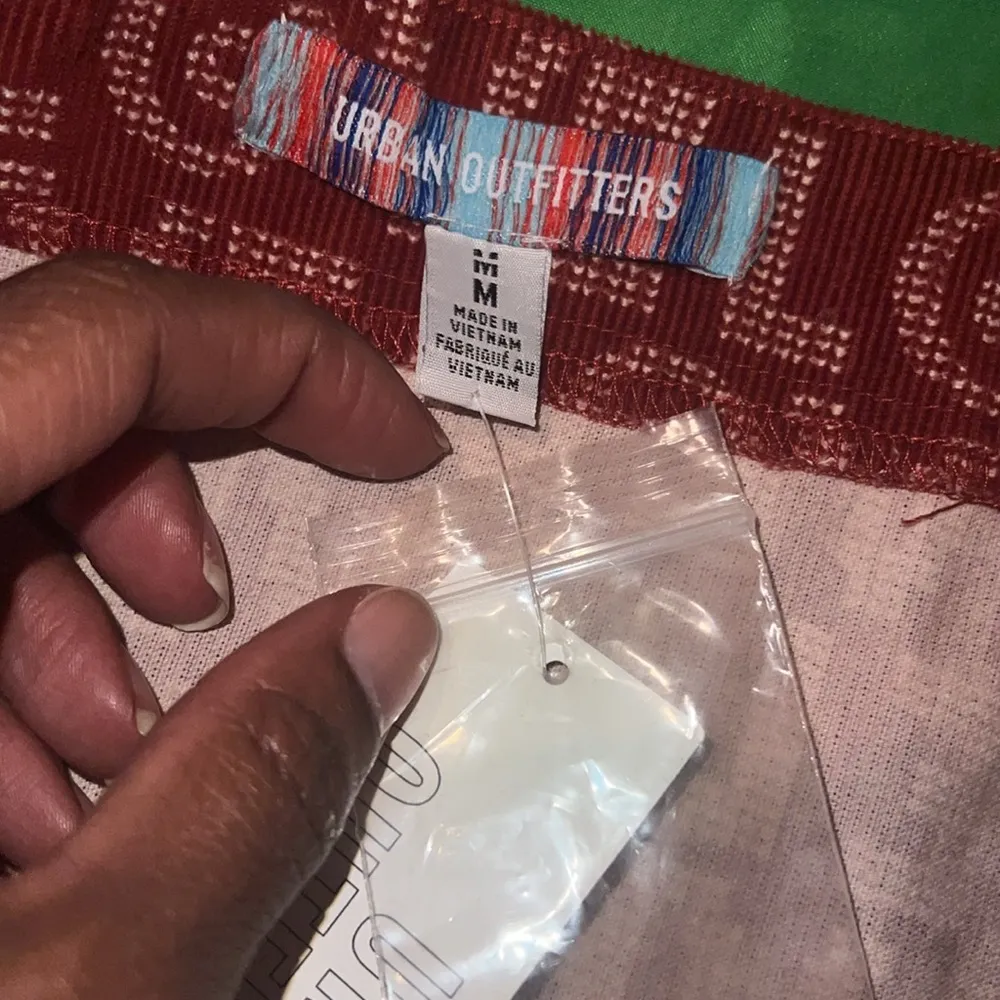 URBAN OUTFITTERS
M
M
MADE IN
VIETNAM
FABRIQUÉ AU
VIETNAM